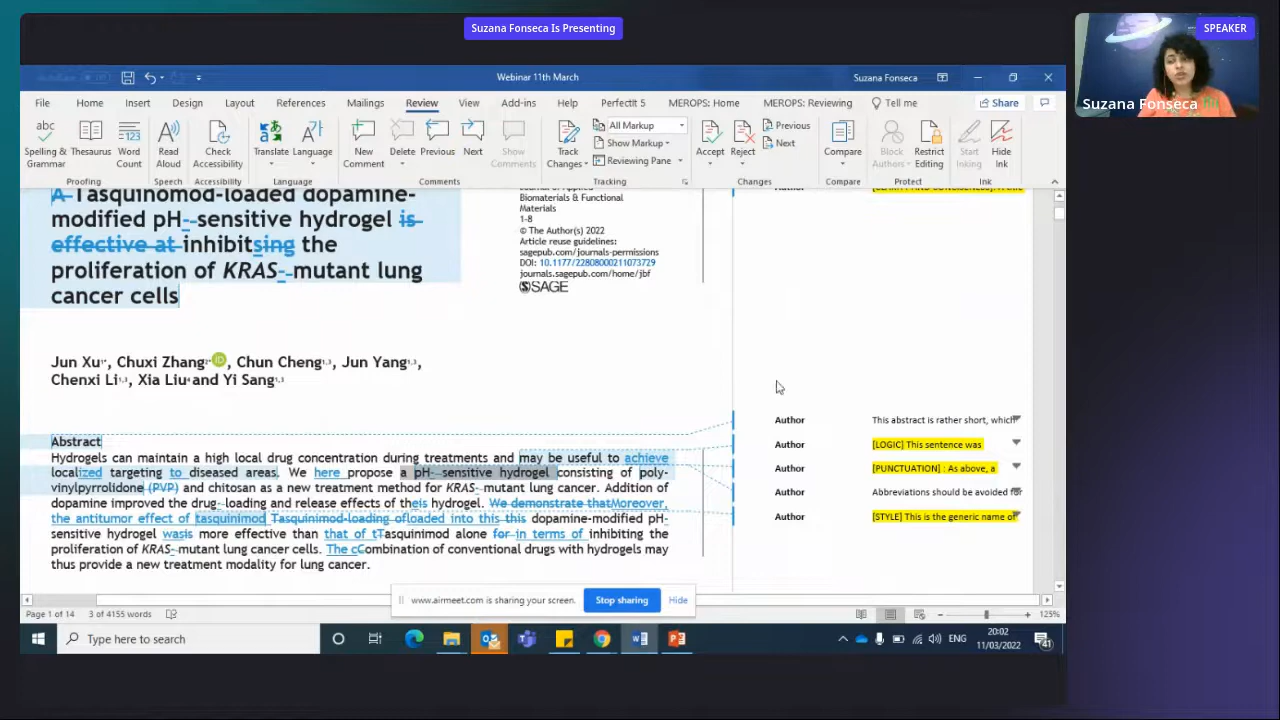 Suzana Fonseca Is Presenting
SPEAKER
Suzana Fonseca
Webinar 11th March
Suzana Fonseca
File Home Insert Design Layout References Mailings Review View Add-ins Help PerfectIt 5 MEROPS: Home MEROPS: Reviewing Tell me Share
Spelling & Grammar Thesaurus Word Count Read Aloud Check Accessibility Translate Language New Comment Delete Previous Next Show Comments Track Changes All Markup Show Markup Reviewing Pane Accept Reject Previous Next Compare Block Authors Restrict Editing Start Inking Hide Ink
Proofing Speech Accessibility Language Comments Tracking Changes Compare Protect Ink
A Tasquinomod-loaded dopamine-
modified pH- -sensitive hydrogel is
effective at inhibitsing the
proliferation of KRAS- -mutant lung
cancer cells
Biomaterials & Functional
Materials
1-8
© The Author(s) 2022
Article reuse guidelines:
sagepub.com/journals-permissions
DOI: 10.1177/22808000211073729
journals.sagepub.com/home/jbf
SAGE
Jun Xu, Chuxi Zhang, Chun Cheng, Jun Yang,
Chenxi Li, Xia Liu and Yi Sang
Abstract
Hydrogels can maintain a high local drug concentration during treatments and may be useful to achieve
localized targeting to diseased areas. We here propose a pH- -sensitive hydrogel consisting of poly-
vinylpyrrolidone (PVP) and chitosan as a new treatment method for KRAS- -mutant lung cancer. Addition of
dopamine improved the drug- -loading and release effects of theis hydrogel. We demonstrate thatMoreover,
the antitumor effect of tasquinimod Tasquinimod-loading ofloaded into this this dopamine-modified pH-
sensitive hydrogel wasis more effective than that of tTasquinimod alone for in terms of inhibiting the
proliferation of KRAS- -mutant lung cancer cells. The cCombination of conventional drugs with hydrogels may
thus provide a new treatment modality for lung cancer.
Author This abstract is rather short, which
Author [LOGIC] This sentence was
Author [PUNCTUATION] : As above, a
Author Abbreviations should be avoided for
Author [STYLE] This is the generic name of
www.airmeet.com is sharing your screen. Stop sharing Hide
Page 1 of 14 3 of 4155 words 125%
Type here to search
ENG
20:02
11/03/2022
41